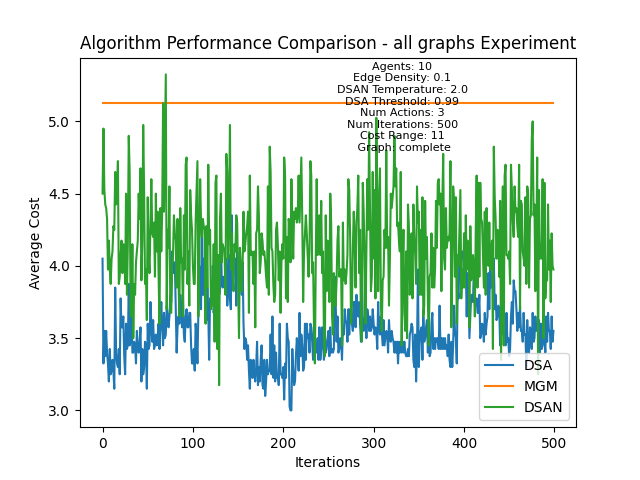 Algorithm Performance Comparison - all graphs Experiment
Agents: 10
Edge Density: 0.1
DSAN Temperature: 2.0
DSA Threshold: 0.99
Num Actions: 3
Num Iterations: 500
Cost Range: 11
Graph: complete
Average Cost
5.0
4.5
4.0
3.5
3.0
0
100
200
300
400
500
Iterations
DSA
MGM
DSAN